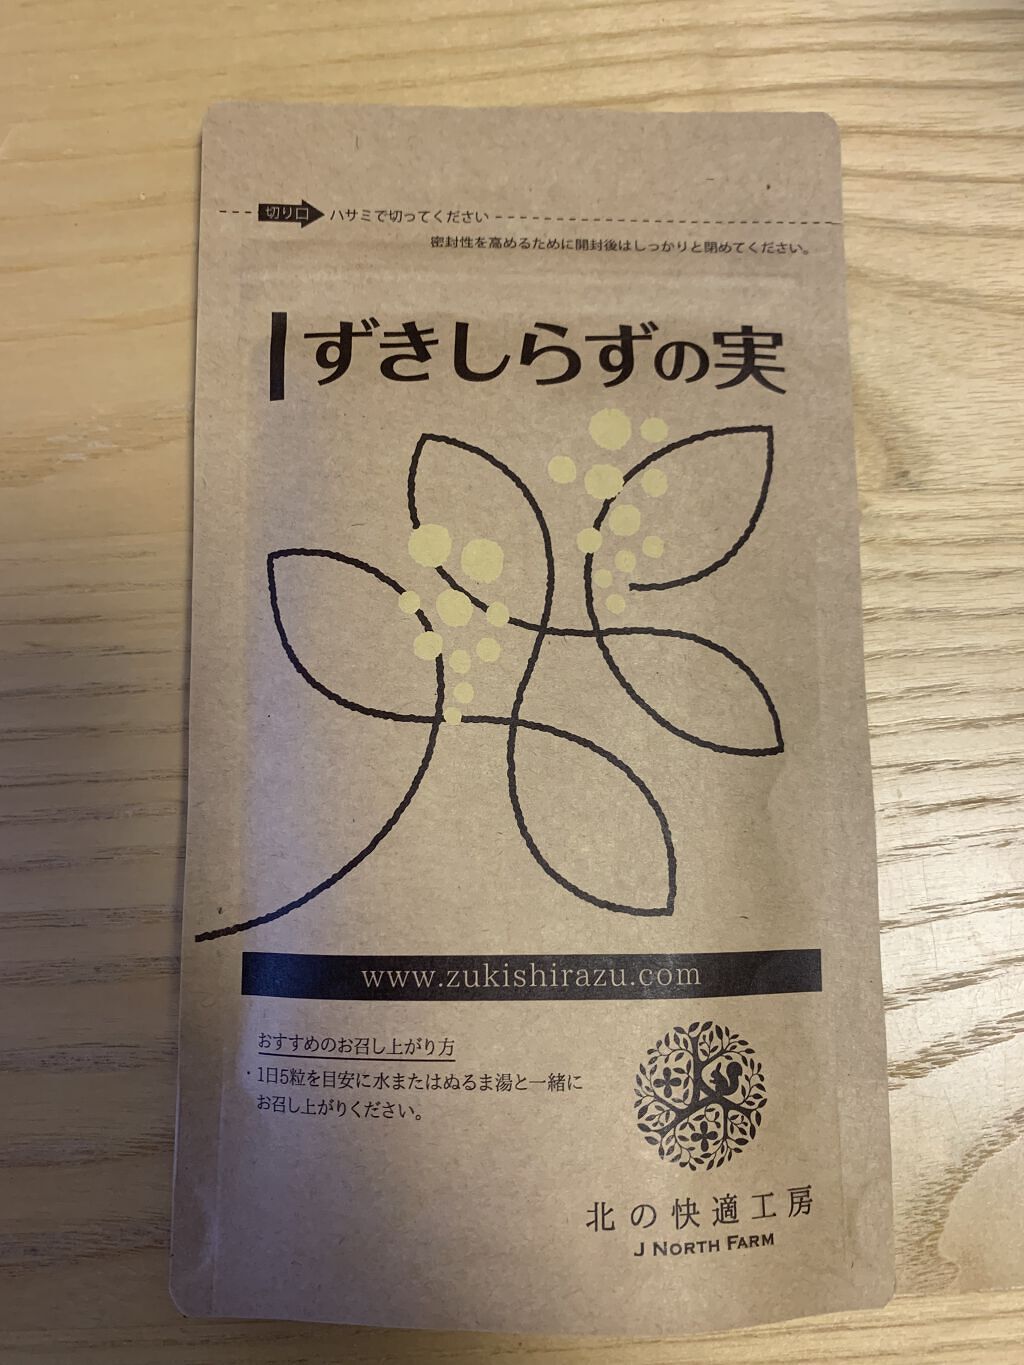 切り口 ハサミで切ってください
密封性を高めるために開封後はしっかりと閉めてください。
ずきしらずの実
www.zukishirazu.com
おすすめのお召し上がり方
・1日5粒を目安に水またはぬるま湯と一緒に
お召し上がりください。
北の快適工房
J NORTH FARM